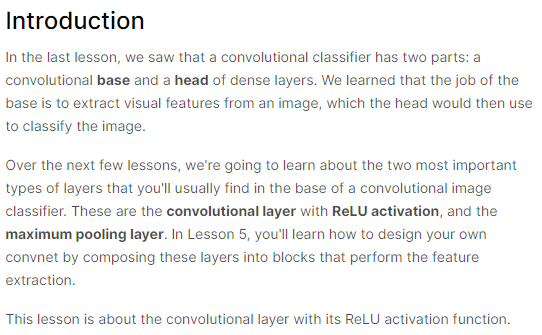 Introduction
In the last lesson, we saw that a convolutional classifier has two parts: a
convolutional base and a head of dense layers. We learned that the job of the
base is to extract visual features from an image, which the head would then use
to classify the image.
Over the next few lessons, we're going to learn about the two most important
types of layers that you'll usually find in the base of a convolutional image
classifier. These are the convolutional layer with ReLU activation, and the
maximum pooling layer. In Lesson 5, you'll learn how to design your own
convnet by composing these layers into blocks that perform the feature
extraction.
This lesson is about the convolutional layer with its ReLU activation function.